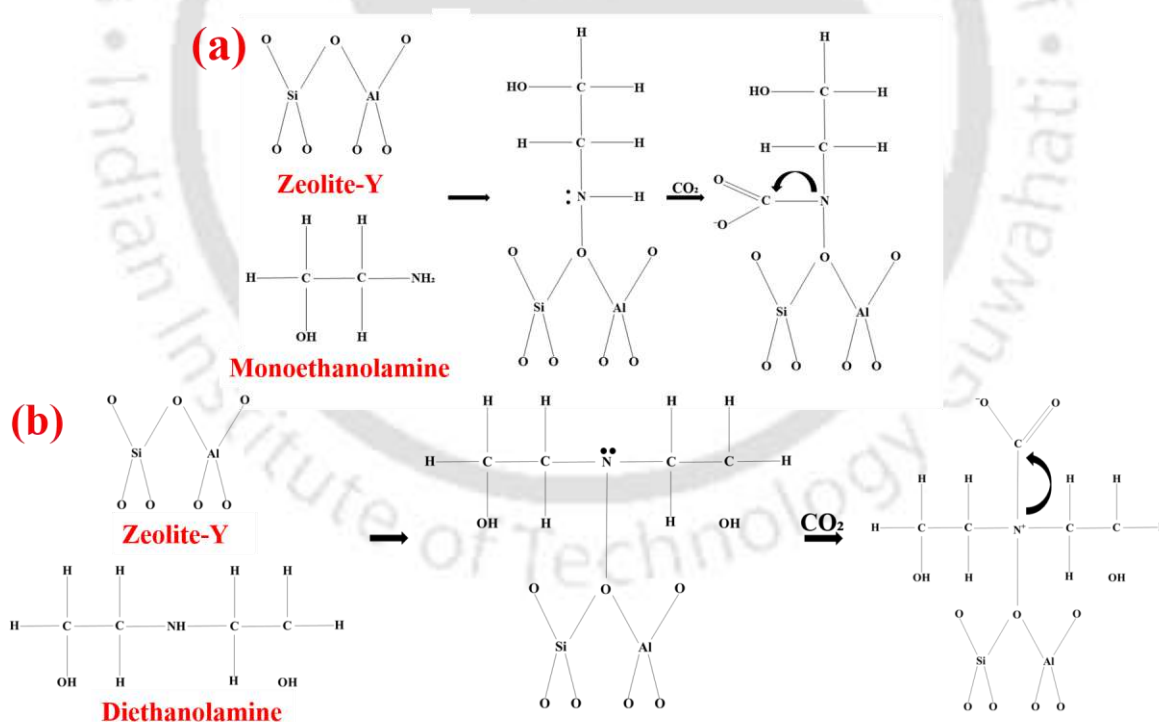 (a)
O O O
Si Al
O O O O
Zeolite-Y
H H
H C C NH₂
OH H
Monoethanolamine
H
HO C H
H C H
: N H
O O O
Si Al
O O O O
CO₂
H
HO C H
H C H
O C N
⁻O
O O O
Si Al
O O O O
(b)
O O O
Si Al
O O O O
Zeolite-Y
H H H H
H C C NH C C H
OH H H OH
Diethanolamine
H H H H
H C C N C C H
OH H H OH
O O O
Si Al
O O O O
CO₂
⁻O O
C
H H H H
H C C N⁺ C C
OH H H OH
O O O
Si Al
O O O O
Indian Institute of Technology Guwahati